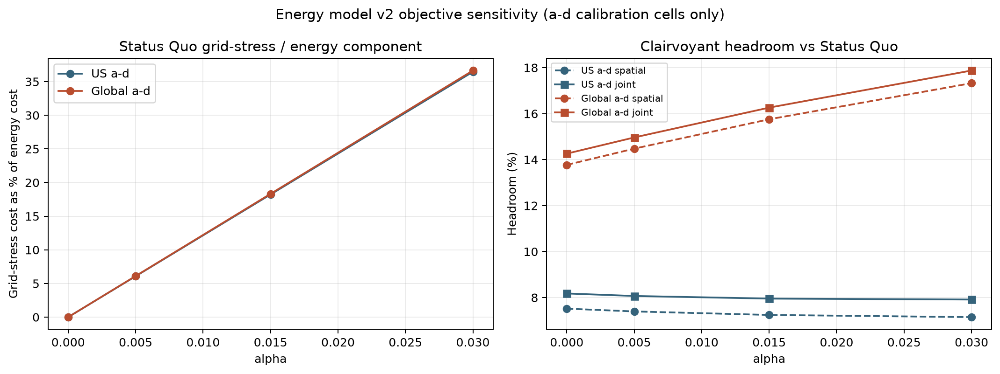 Energy model v2 objective sensitivity (a-d calibration cells only)
Status Quo grid-stress / energy component
Grid-stress cost as % of energy cost
35
30
25
20
15
10
5
0
US a-d
Global a-d
0.000 0.005 0.010 0.015 0.020 0.025 0.030
alpha
Clairvoyant headroom vs Status Quo
Headroom (%)
18
16
14
12
10
8
US a-d spatial
US a-d joint
Global a-d spatial
Global a-d joint
0.000 0.005 0.010 0.015 0.020 0.025 0.030
alpha